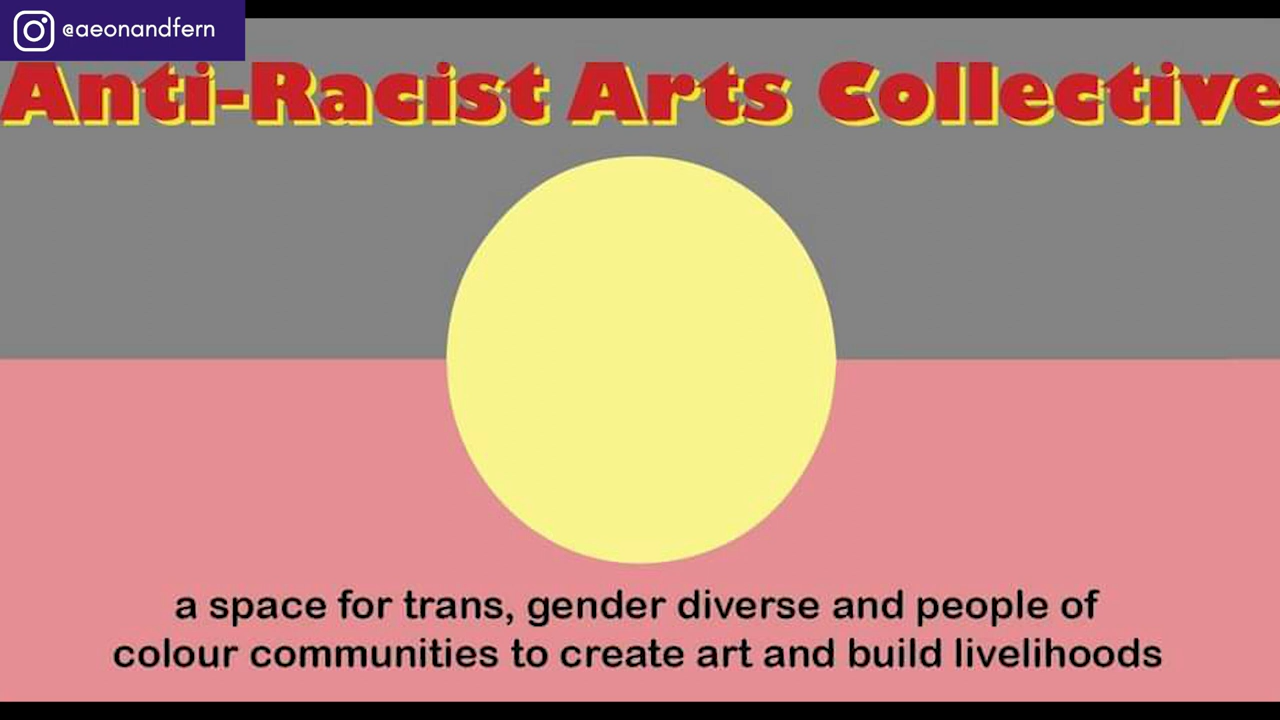 @aeonandfern
Anti-Racist Arts Collective
a space for trans, gender diverse and people of
colour communities to create art and build livelihoods